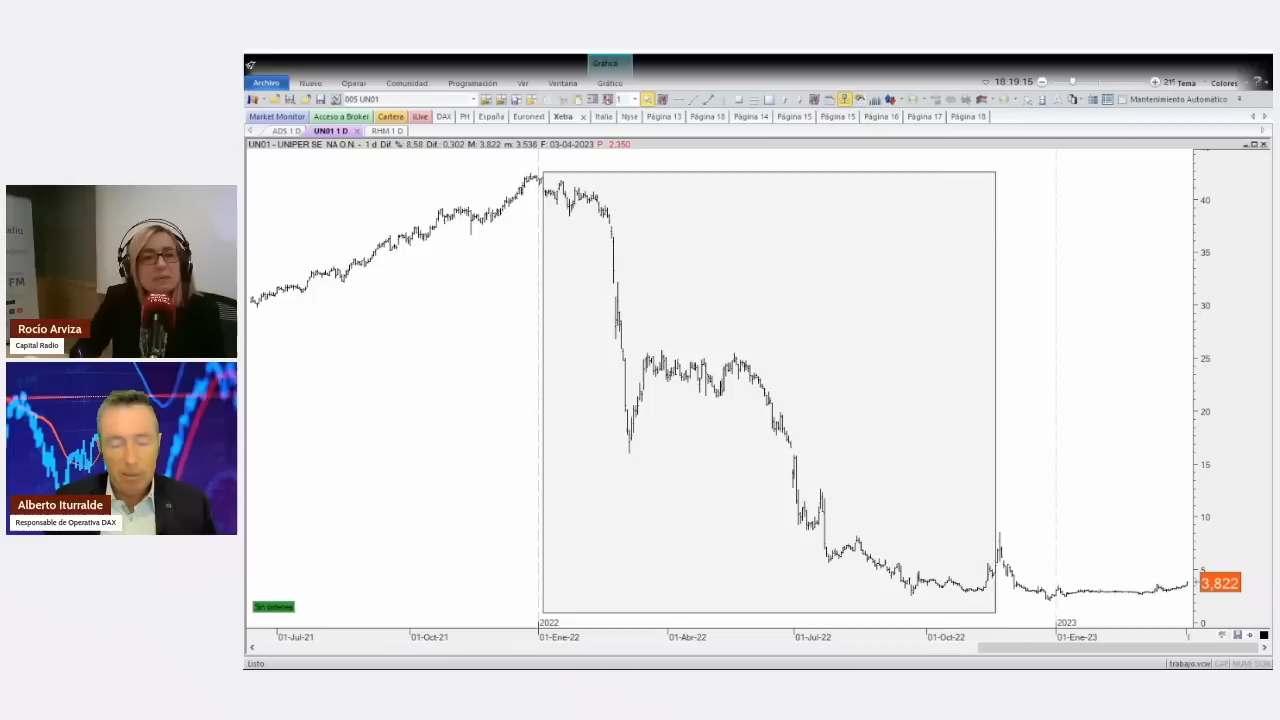 Gráfico
Archivo Nuevo Operar Comunidad Programación Ver Ventana Gráfico
18:19:15
Tema Colores
005 UN01
1
Mantenimiento Automático
Market Monitor Acceso a Broker Cartera iLive DAX PH España Euronext Xetra Italia Nyse Página 13 Página 18 Página 14 Página 15 Página 15 Página 16 Página 17 Página 18
ADS 1 D UN01 1 D RHM 1 D
UN01 - UNIPER SE NA O.N. - 1 d Dif. %: 8,58 Dif.: 0,302 M: 3.822 m: 3.536 F: 03-04-2023 P 2.350
40
35
30
25
20
15
10
5
3,822
0
FM
Rocío Arviza
Capital Radio
Alberto Iturralde
Responsable de Operativa DAX
Sin órdenes
2022 2023
01-Jul-21 01-Oct-21 01-Ene-22 01-Abr-22 01-Jul-22 01-Oct-22 01-Ene-23
Listo
trabajo.vcw CAP NUM